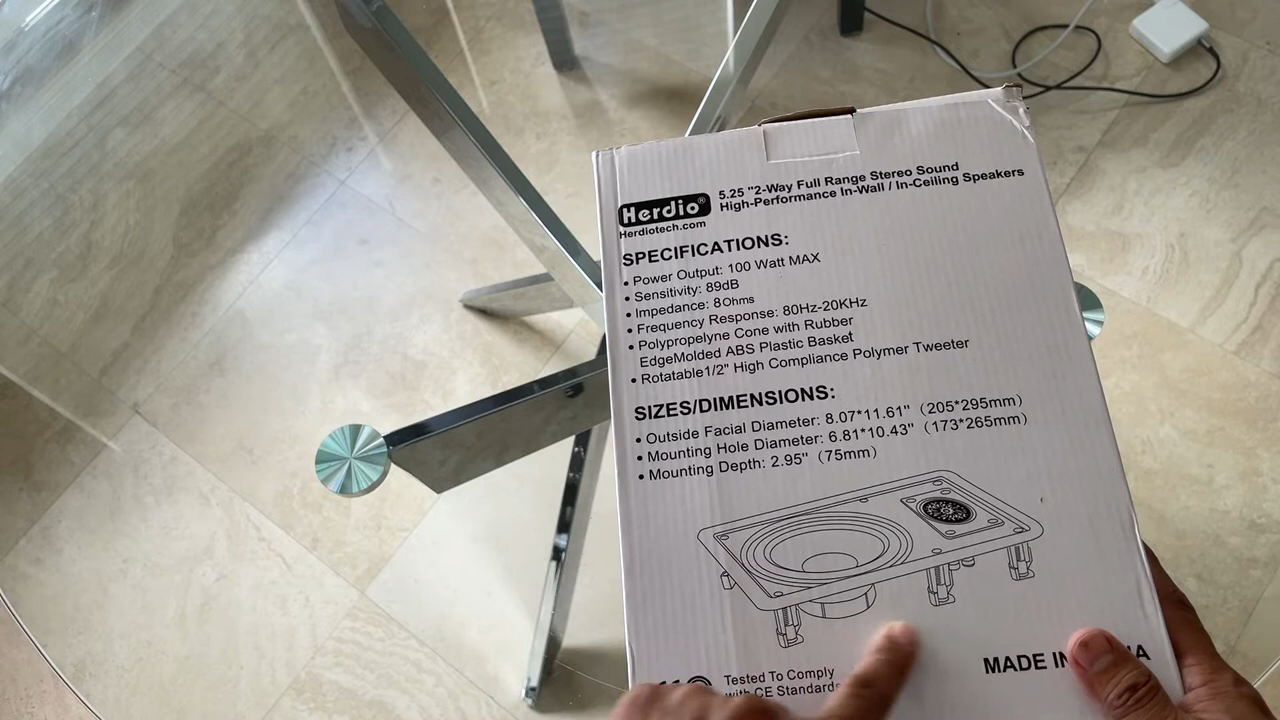 Herdio®
Herdiotech.com
5.25 "2-Way Full Range Stereo Sound
High-Performance In-Wall / In-Ceiling Speakers
SPECIFICATIONS:
• Power Output: 100 Watt MAX
• Sensitivity: 89dB
• Impedance: 8Ohms
• Frequency Response: 80Hz-20KHz
• Polypropelyne Cone with Rubber
EdgeMolded ABS Plastic Basket
• Rotatable1/2" High Compliance Polymer Tweeter
SIZES/DIMENSIONS:
• Outside Facial Diameter: 8.07*11.61"（205*295mm）
• Mounting Hole Diameter: 6.81*10.43"（173*265mm）
• Mounting Depth: 2.95"（75mm）
Tested To Comply
with CE Standards
MADE